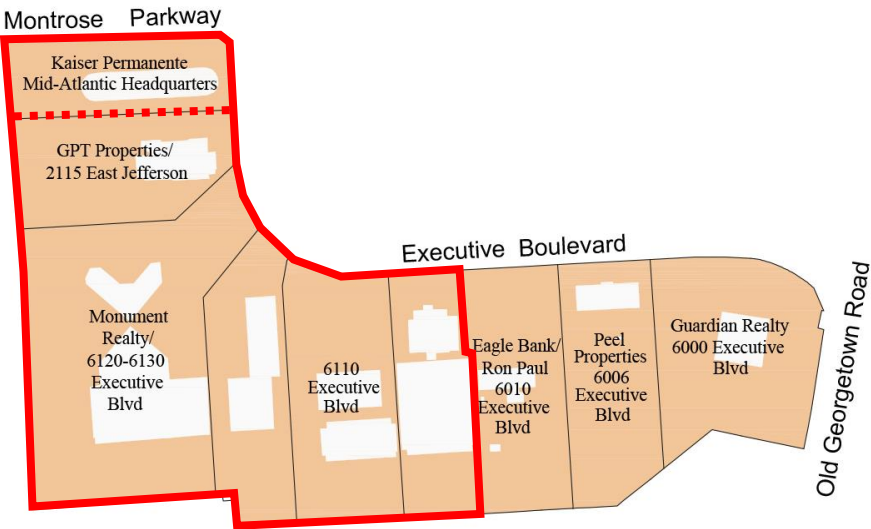 Montrose Parkway
Kaiser Permanente
Mid-Atlantic Headquarters
GPT Properties/
2115 East Jefferson
Executive Boulevard
Monument
Realty/
6120-6130
Executive
Blvd
6110
Executive
Blvd
Eagle Bank/
Ron Paul
6010
Executive
Blvd
Peel
Properties
6006
Executive
Blvd
Guardian Realty
6000 Executive
Blvd
Old Georgetown Road